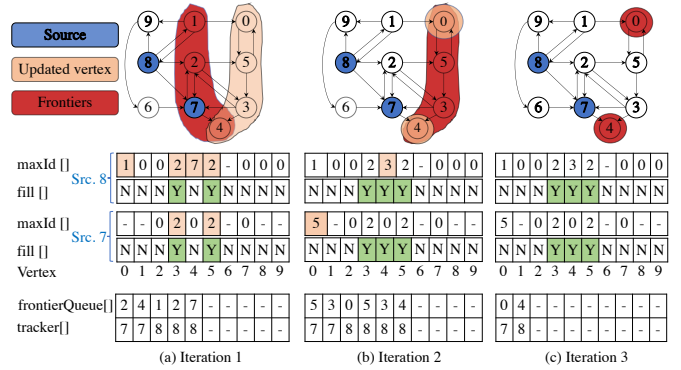 Source
Updated vertex
Frontiers
9 1 0
8 2 5
6 7 3
4
9 1 0
8 2 5
6 7 3
4
9 1 0
8 2 5
6 7 3
4
maxId [] 1 0 0 2 7 2 - 0 0 0 1 0 0 2 3 2 - 0 0 0 1 0 0 2 3 2 - 0 0 0
Src. 8
fill [] N N N Y N Y N N N N N N N Y Y Y N N N N N N N Y Y Y N N N N
maxId [] - - 0 2 0 2 - 0 - - 5 - 0 2 0 2 - 0 - - 5 - 0 2 0 2 - 0 - -
Src. 7
fill [] N N N Y N Y N N N N N N N Y Y Y N N N N N N N Y Y Y N N N N
Vertex 0 1 2 3 4 5 6 7 8 9 0 1 2 3 4 5 6 7 8 9 0 1 2 3 4 5 6 7 8 9
frontierQueue[] 2 4 1 2 7 - - - - - 5 3 0 5 3 4 - - - - 0 4 - - - - - - - -
tracker[] 7 7 8 8 8 - - - - - 7 7 8 8 8 8 - - - - 7 8 - - - - - - - -
(a) Iteration 1 (b) Iteration 2 (c) Iteration 3